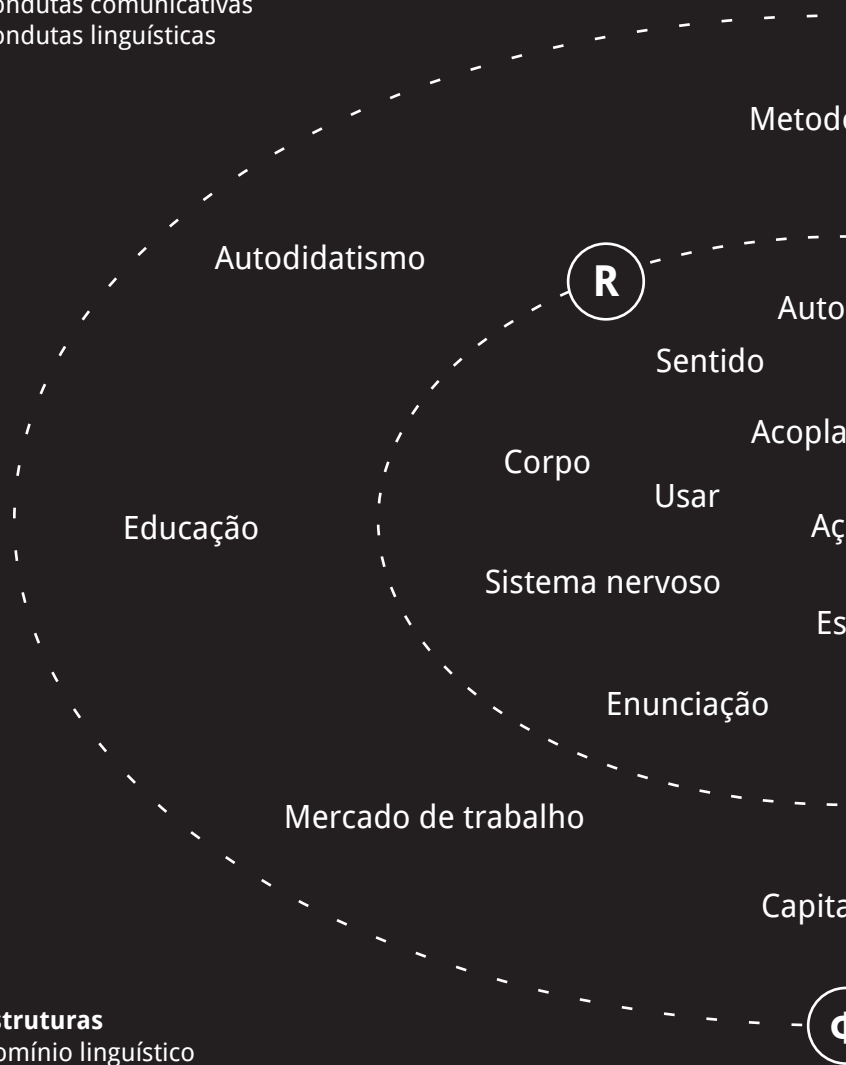 ondutas comunicativas
ondutas linguísticas
Metod
Autodidatismo
R
Auto
Sentido
Acopla
Corpo
Usar
Aç
Educação
Sistema nervoso
Es
Enunciação
Mercado de trabalho
Capita
struturas
omínio linguístico